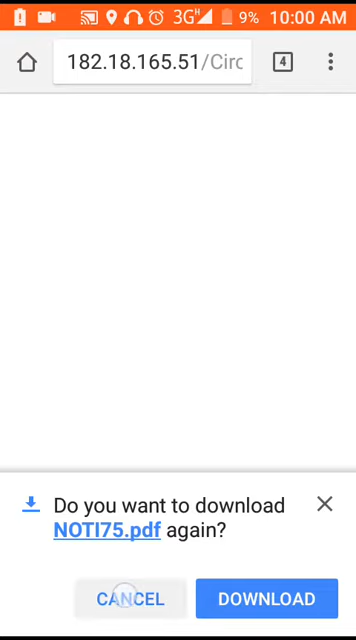 3G H 9% 10:00 AM
182.18.165.51/Circ
4
Do you want to download
NOTI75.pdf again?
CANCEL DOWNLOAD